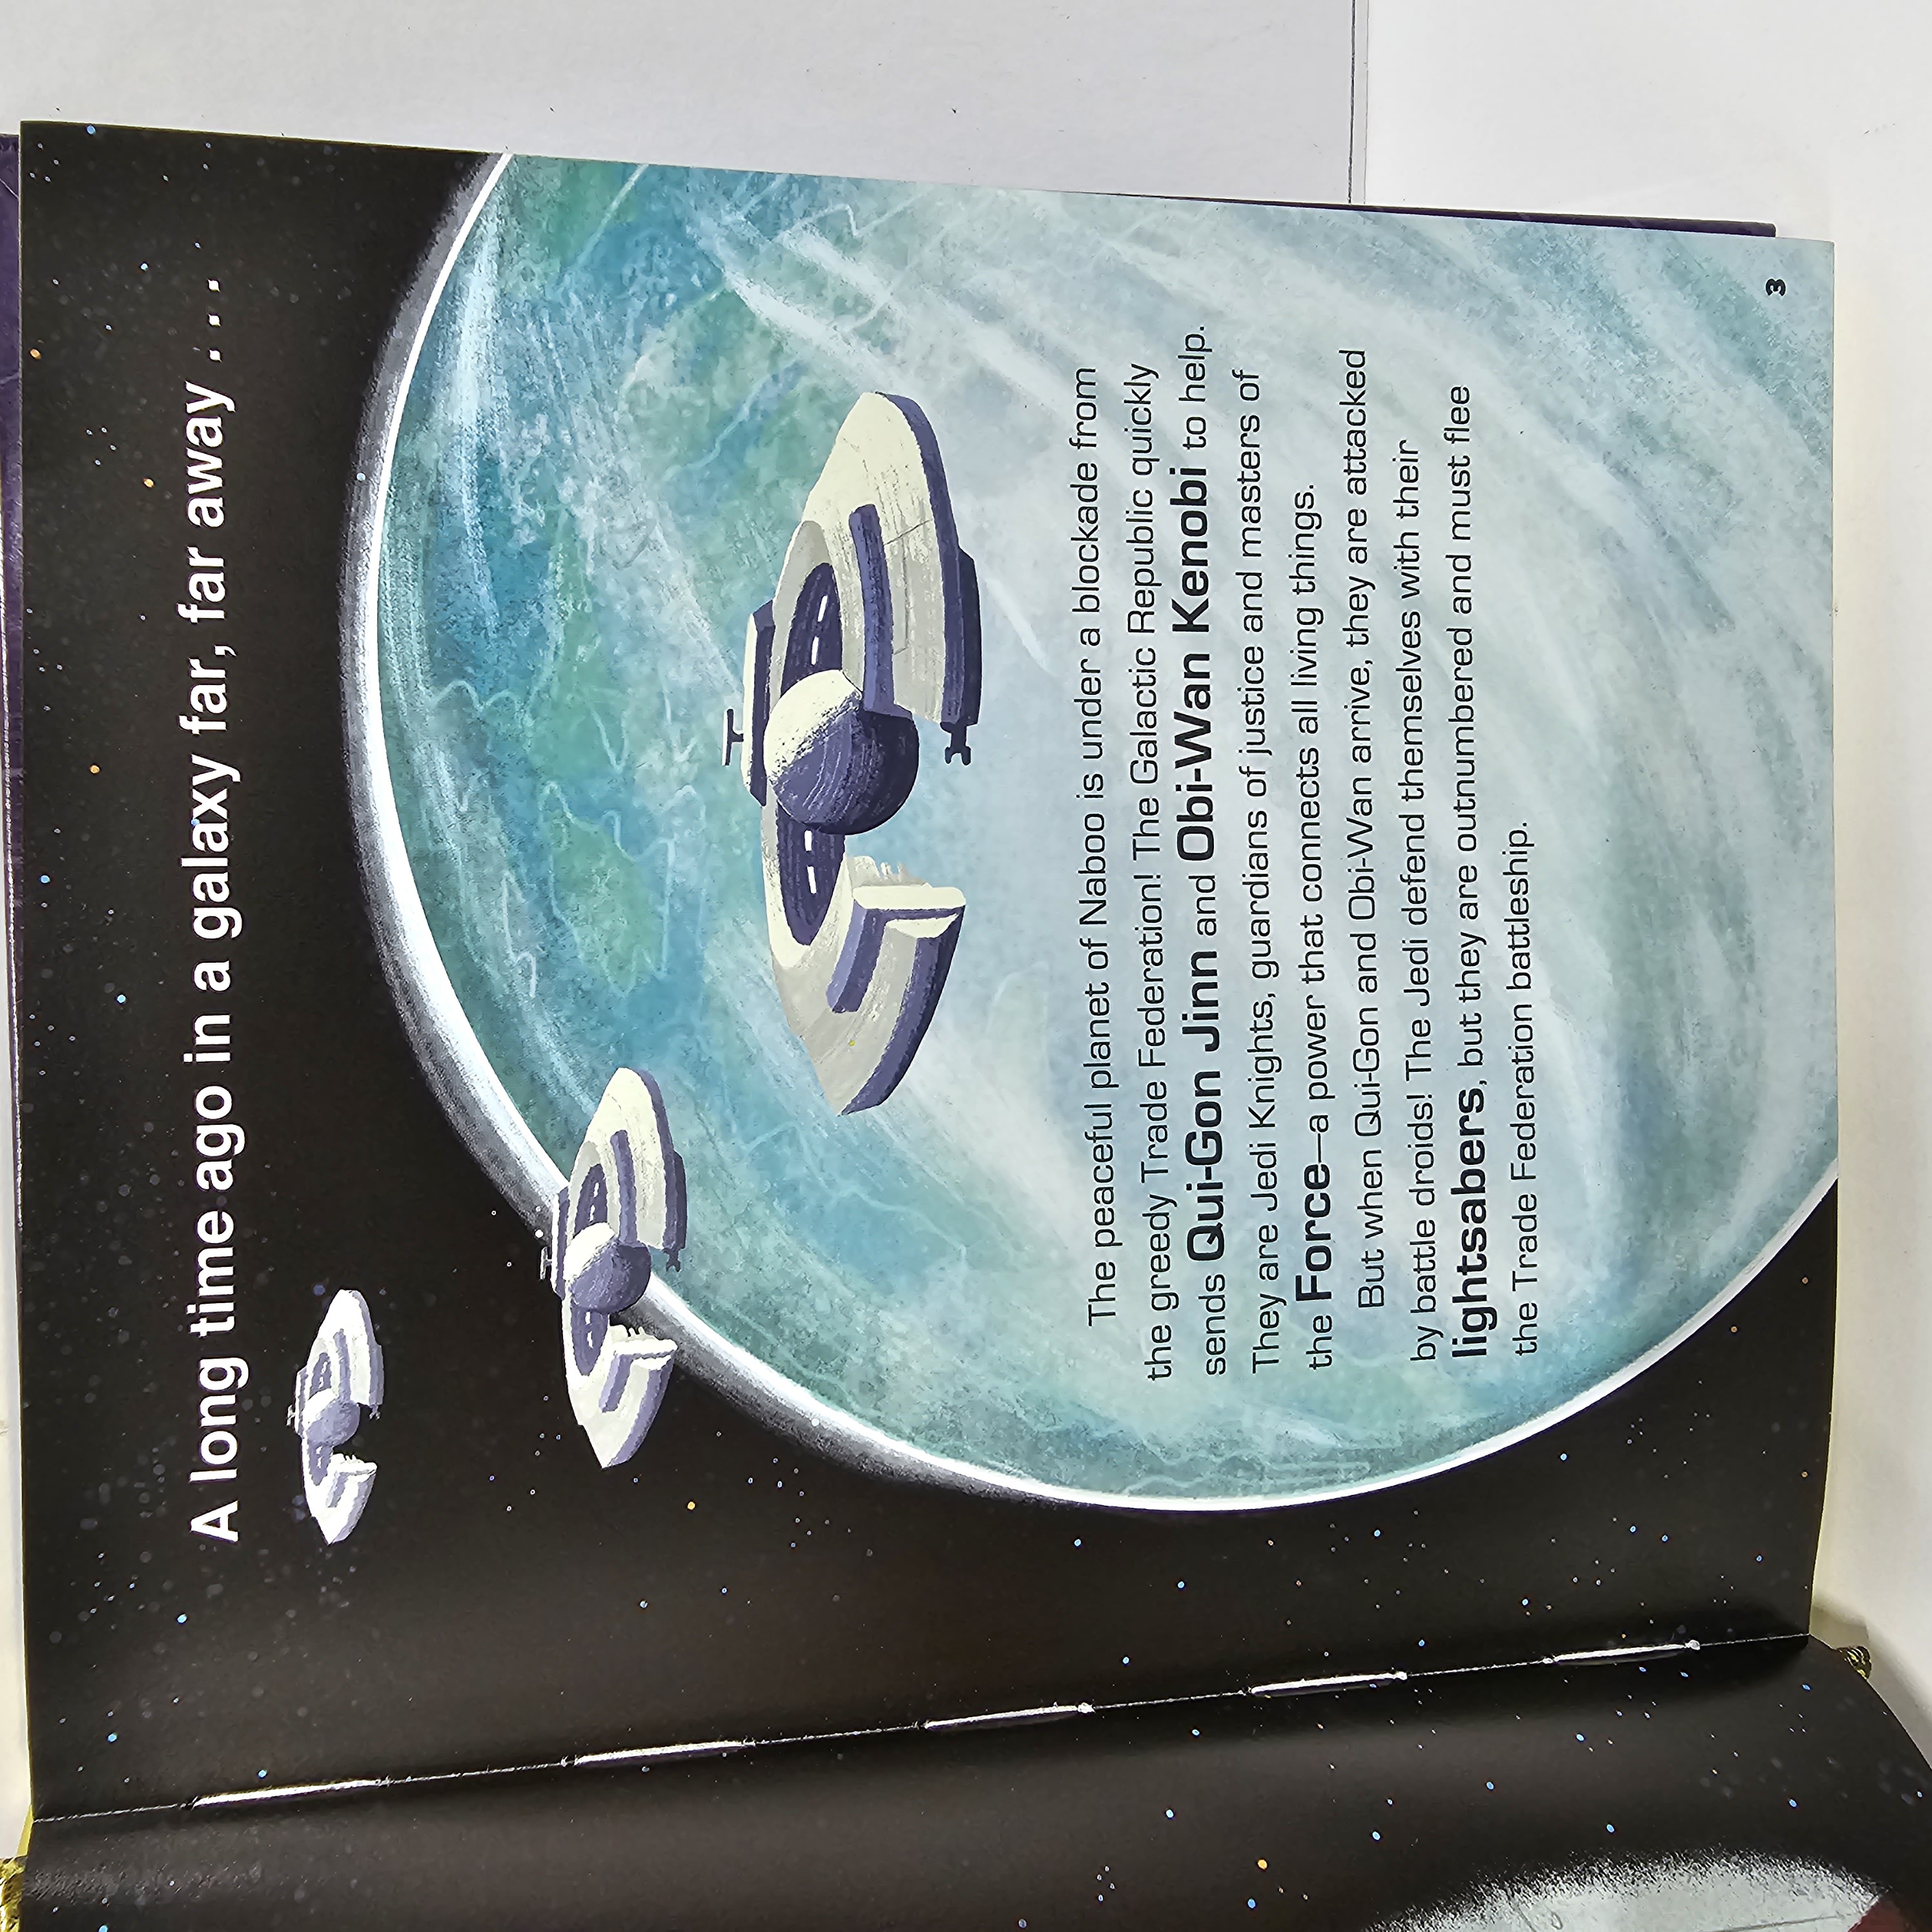 A long time ago in a galaxy far, far away . . .
The peaceful planet of Naboo is under a blockade from
the greedy Trade Federation! The Galactic Republic quickly
sends Qui-Gon Jinn and Obi-Wan Kenobi to help.
They are Jedi Knights, guardians of justice and masters of
the Force—a power that connects all living things.
But when Qui-Gon and Obi-Wan arrive, they are attacked
by battle droids! The Jedi defend themselves with their
lightsabers, but they are outnumbered and must flee
the Trade Federation battleship.
3